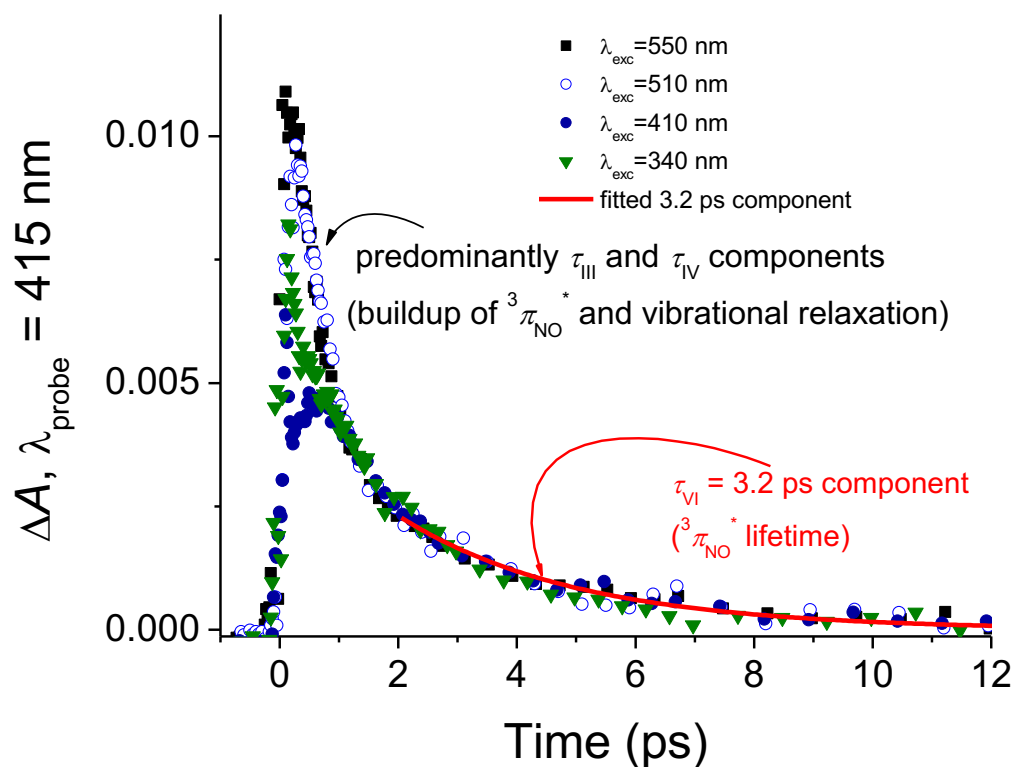 λexc=550 nm
λexc=510 nm
λexc=410 nm
λexc=340 nm
fitted 3.2 ps component
predominantly τIII and τIV components
(buildup of 3πNO* and vibrational relaxation)
τVI = 3.2 ps component
(3πNO* lifetime)
ΔA, λprobe = 415 nm
0.010
0.005
0.000
0 2 4 6 8 10 12
Time (ps)